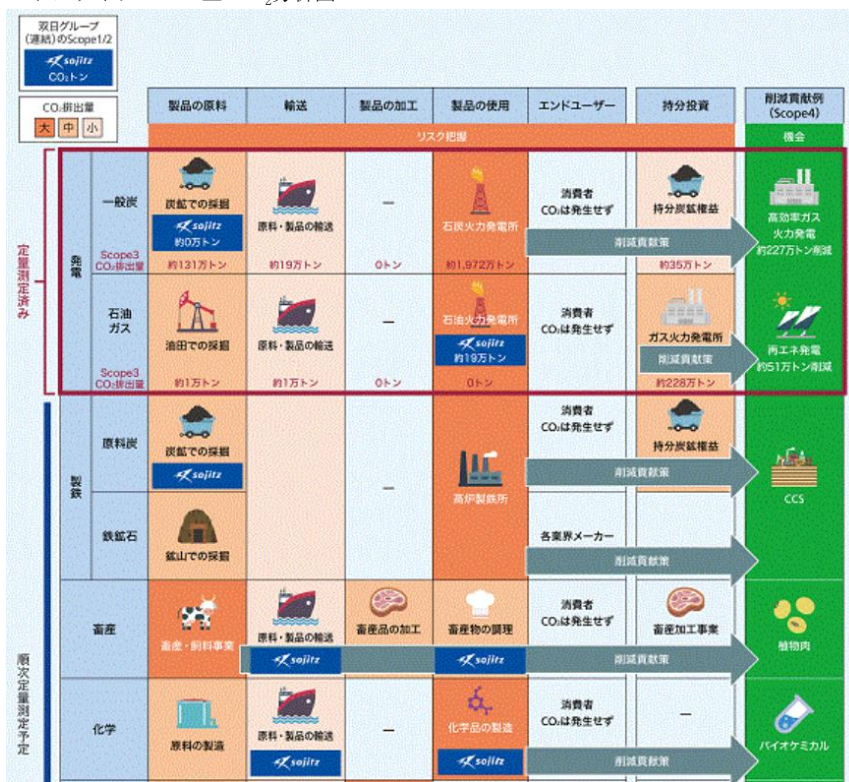 双日グループ
(連結)のScope1/2
sojitz
CO₂トン
CO₂排出量
大 中 小
製品の原料 輸送 製品の加工 製品の使用 エンドユーザー 持分投資 削減貢献例
(Scope4)
リスク把握 機会
定量測定済み
発電
一般炭
炭鉱での採掘
sojitz
約0万トン
原料・製品の輸送
—
石炭火力発電所
消費者
CO₂は発生せず
持分炭鉱権益
削減貢献策
高効率ガス
火力発電
約227万トン削減
Scope3
CO₂排出量
約131万トン 約19万トン 0トン 約1,972万トン 約35万トン
石油
ガス
油田での採掘
原料・製品の輸送
—
石油火力発電所
sojitz
約19万トン
消費者
CO₂は発生せず
ガス火力発電所
削減貢献策
再エネ発電
約51万トン削減
Scope3
CO₂排出量
約1万トン 約1万トン 0トン 0トン 約228万トン
順次定量測定予定
製鉄
原料炭
炭鉱での採掘
sojitz
—
高炉製鉄所
消費者
CO₂は発生せず
持分炭鉱権益
削減貢献策
CCS
鉄鉱石
鉱山での採掘
各業界メーカー
削減貢献策
畜産
畜産・飼料事業
原料・製品の輸送
sojitz
畜産品の加工
畜産物の調理
sojitz
消費者
CO₂は発生せず
畜産加工事業
削減貢献策
植物肉
化学
原料の製造
原料・製品の輸送
sojitz
—
化学品の製造
sojitz
消費者
CO₂は発生せず
—
削減貢献策
バイオケミカル